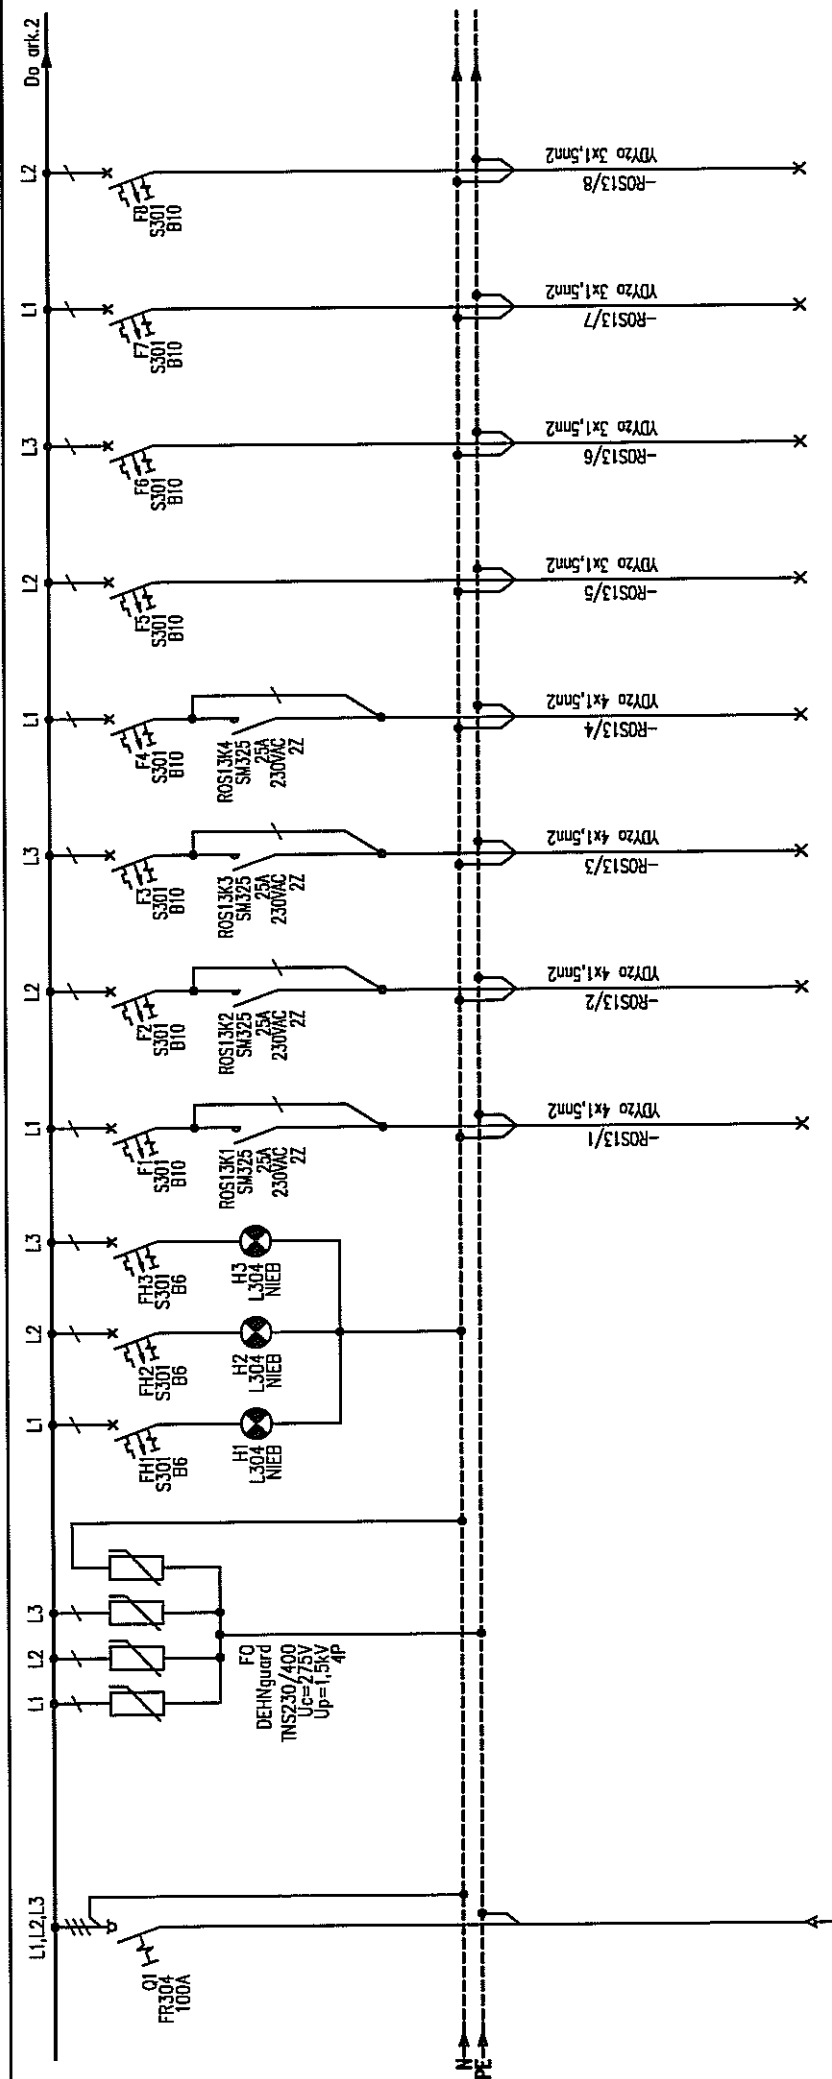 L1,L2,L3
Q1
FR304
100A
N
PE
L1
L2
L3
FO
DEHNguard
TNS230/400
Uc=275V
Up=1,5kV
4P
L1
FH1
S301
B6
H1
L304
NIEB
L2
FH2
S301
B6
H2
L304
NIEB
L3
FH3
S301
B6
H3
L304
NIEB
L1
F1
S301
B10
ROS13K1
SM325
25A
230VAC
2Z
-ROS13/1
YDYżo 4x1,5mm2
L2
F2
S301
B10
ROS13K2
SM325
25A
230VAC
2Z
-ROS13/2
YDYżo 4x1,5mm2
L3
F3
S301
B10
ROS13K3
SM325
25A
230VAC
2Z
-ROS13/3
YDYżo 4x1,5mm2
L1
F4
S301
B10
ROS13K4
SM325
25A
230VAC
2Z
-ROS13/4
YDYżo 4x1,5mm2
L2
F5
S301
B10
-ROS13/5
YDYżo 3x1,5mm2
L3
F6
S301
B10
-ROS13/6
YDYżo 3x1,5mm2
L1
F7
S301
B10
-ROS13/7
YDYżo 3x1,5mm2
L2
F8
S301
B10
-ROS13/8
YDYżo 3x1,5mm2
Do ark.2